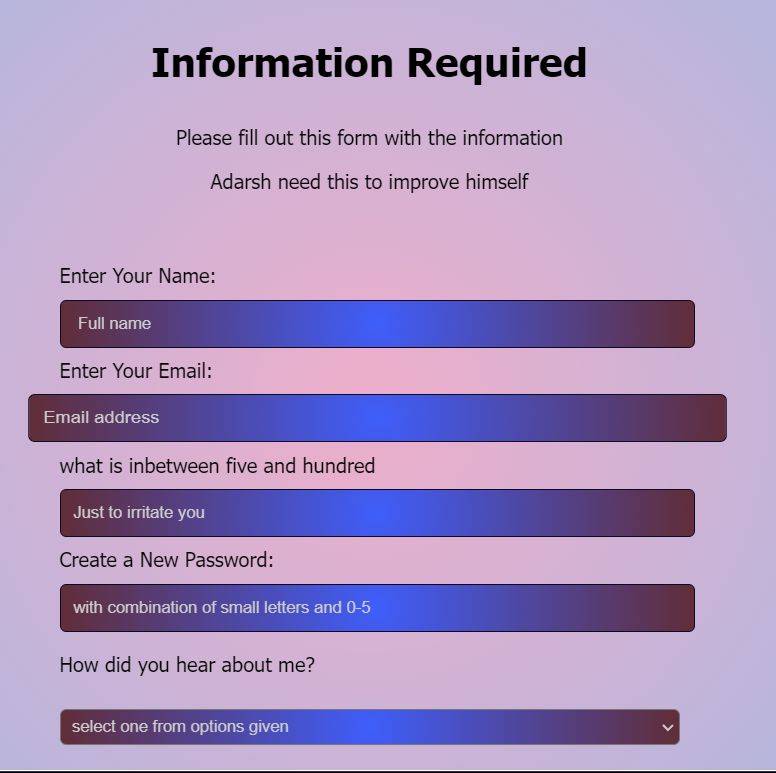 Information Required
Please fill out this form with the information
Adarsh need this to improve himself
Enter Your Name:
Full name
Enter Your Email:
Email address
what is inbetween five and hundred
Just to irritate you
Create a New Password:
with combination of small letters and 0-5
How did you hear about me?
select one from options given